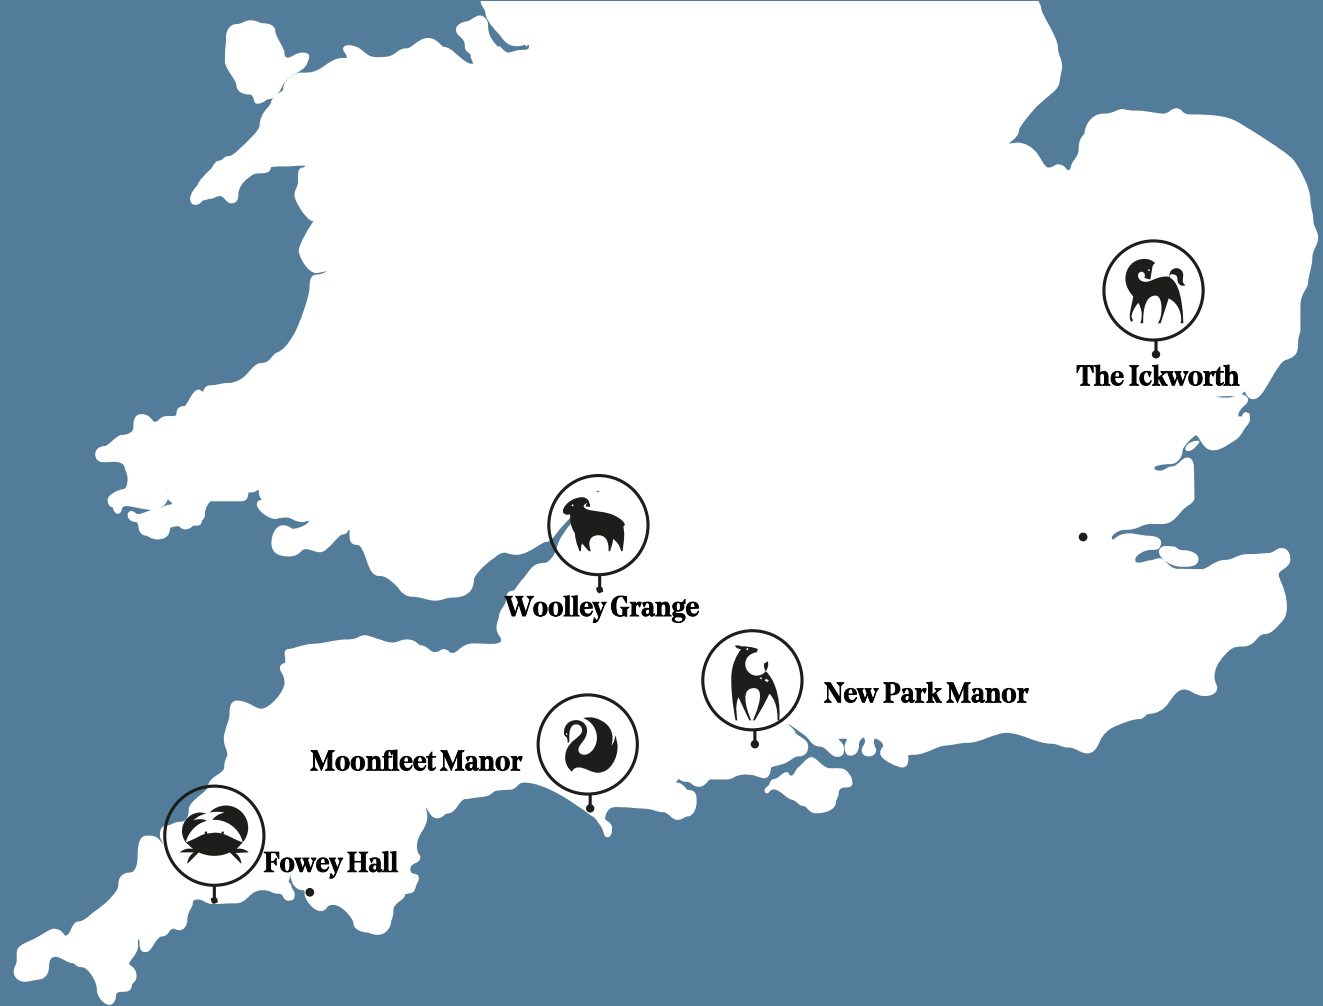 The Ickworth
Woolley Grange
New Park Manor
Moonfleet Manor
Fowey Hall